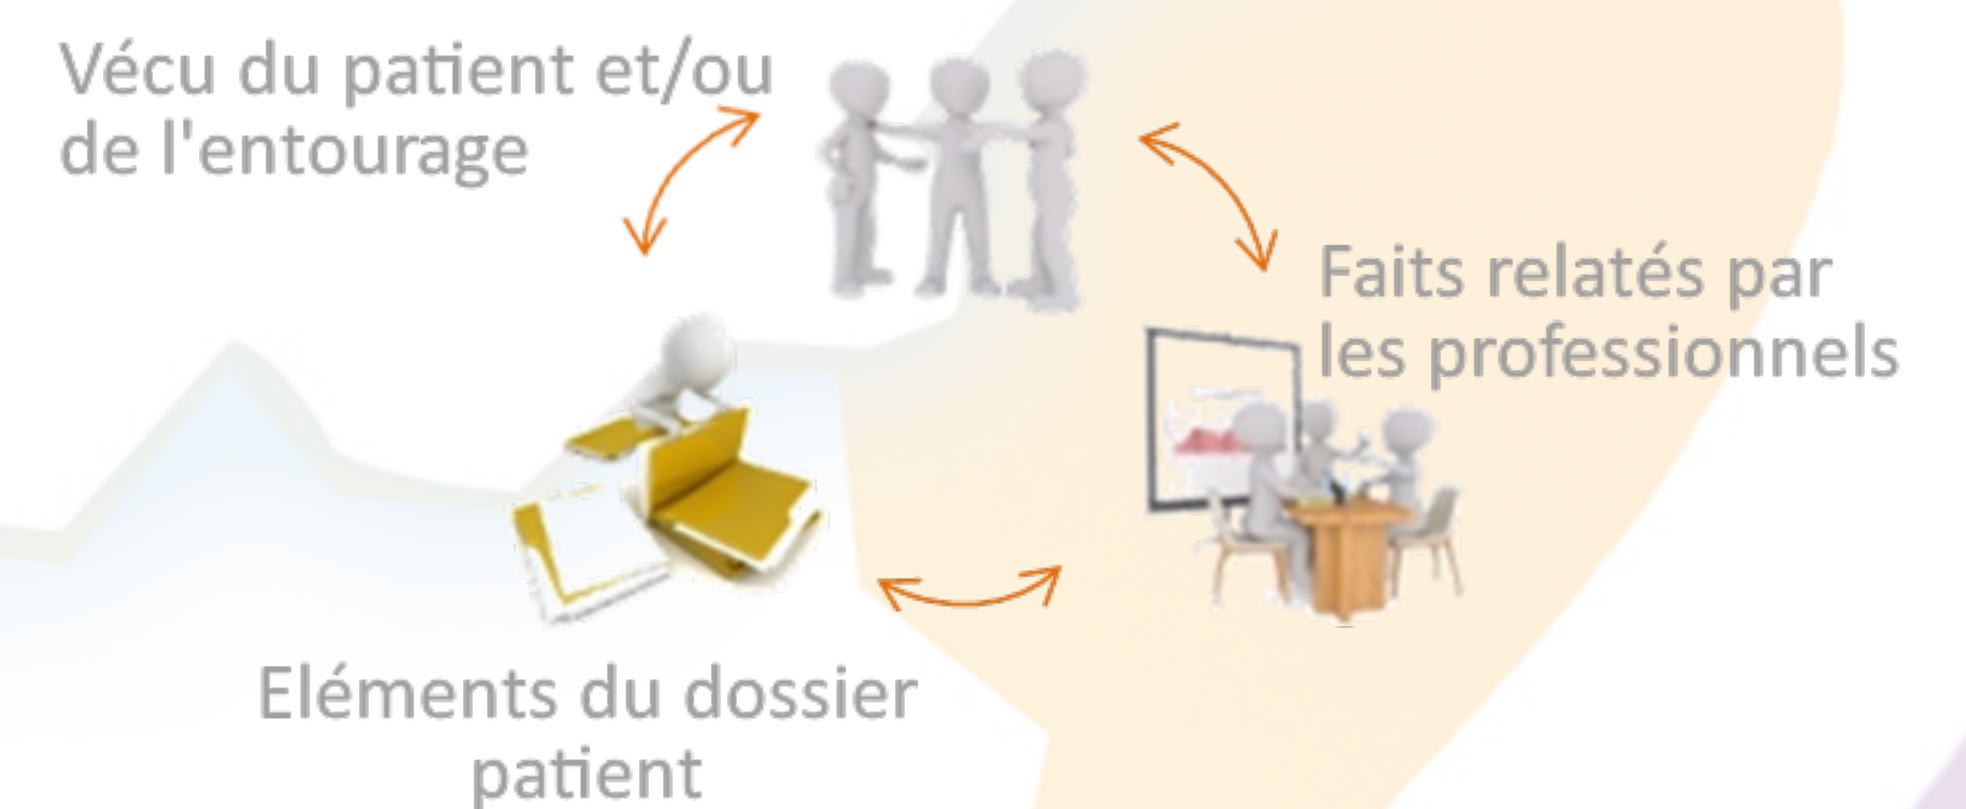 Vécu du patient et/ou
de l'entourage
Faits relatés par
les professionnels
Eléments du dossier
patient